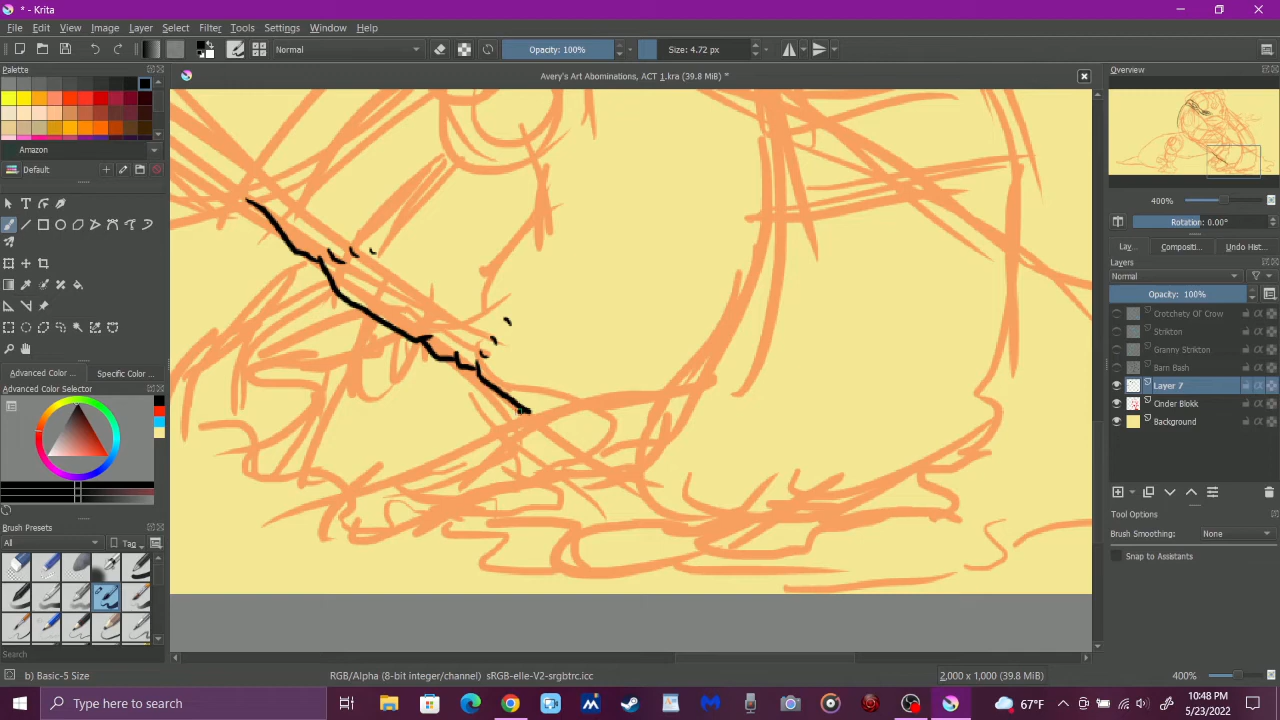 * - Krita
File Edit View Image Layer Select Filter Tools Settings Window Help
Normal Opacity: 100% Size: 4.72 px
Palette
Avery's Art Abominations, ACT 1.kra (39.8 MiB) *
Overview
Amazon
Default
400%
Rotation: 0.00°
Lay... Compositi... Undo Hist...
Layers
Normal
Opacity: 100%
Crotchety Ol' Crow
Strikton
Granny Strikton
Barn Bash
Layer 7
Cinder Blokk
Background
Color ... Specific Color ...
Advanced Color Selector
Tool Options
Brush Smoothing: None
Snap to Assistants
Brush Presets
All Tag
Search
b) Basic-5 Size RGB/Alpha (8-bit integer/channel) sRGB-elle-V2-srgbtrc.icc 2,000 x 1,000 (39.8 MiB) 400%
Type here to search
67°F
10:48 PM
5/23/2022